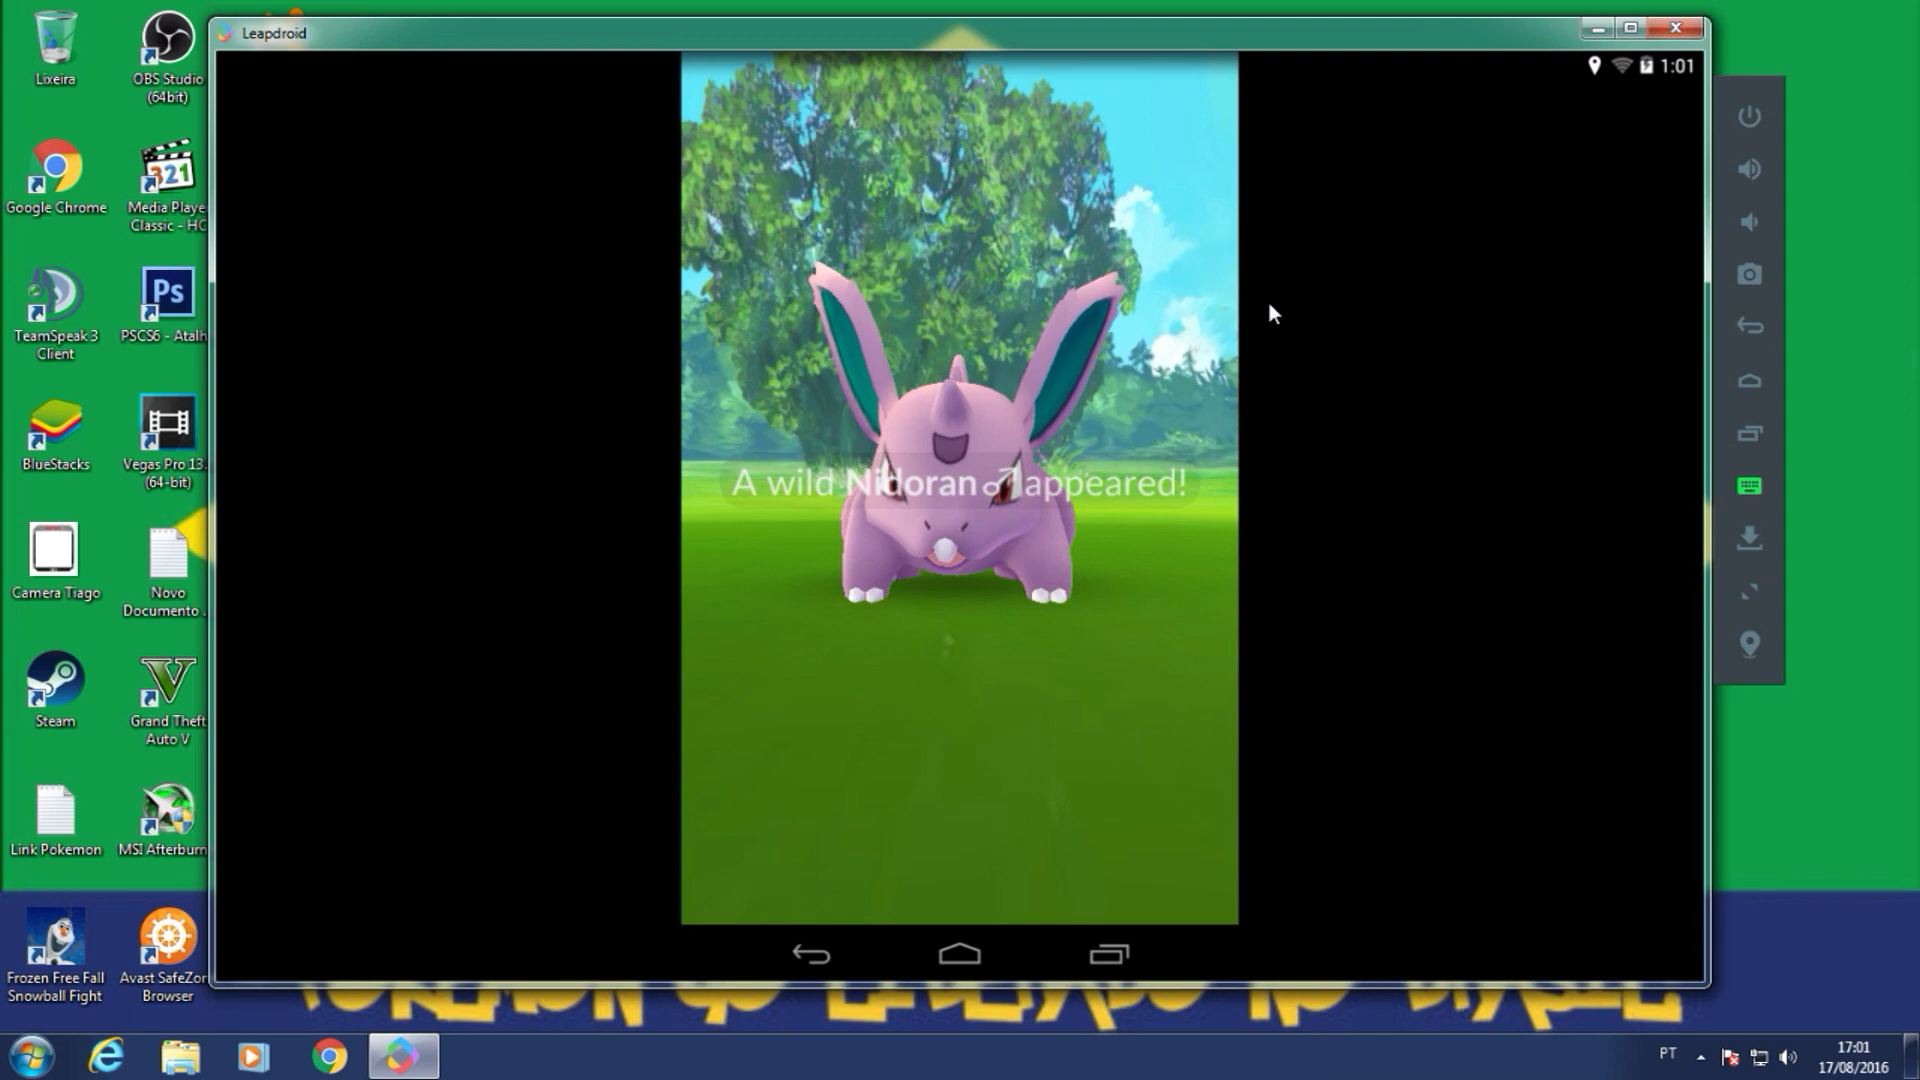 Leapdroid
1:01
Lixeira
OBS Studio
(64bit)
Google Chrome
321
Media Playe
Classic - HC
TeamSpeak 3
Client
Ps
PSCS6 - Atalh
BlueStacks
Vegas Pro 13.
(64-bit)
Camera Tiago
Novo
Documento .
Steam
V
Grand Theft
Auto V
Link Pokemon
MSI Afterburn
Frozen Free Fall
Snowball Fight
Avast SafeZon
Browser
A wild Nidoran♂ appeared!
PT
17:01
17/08/2016